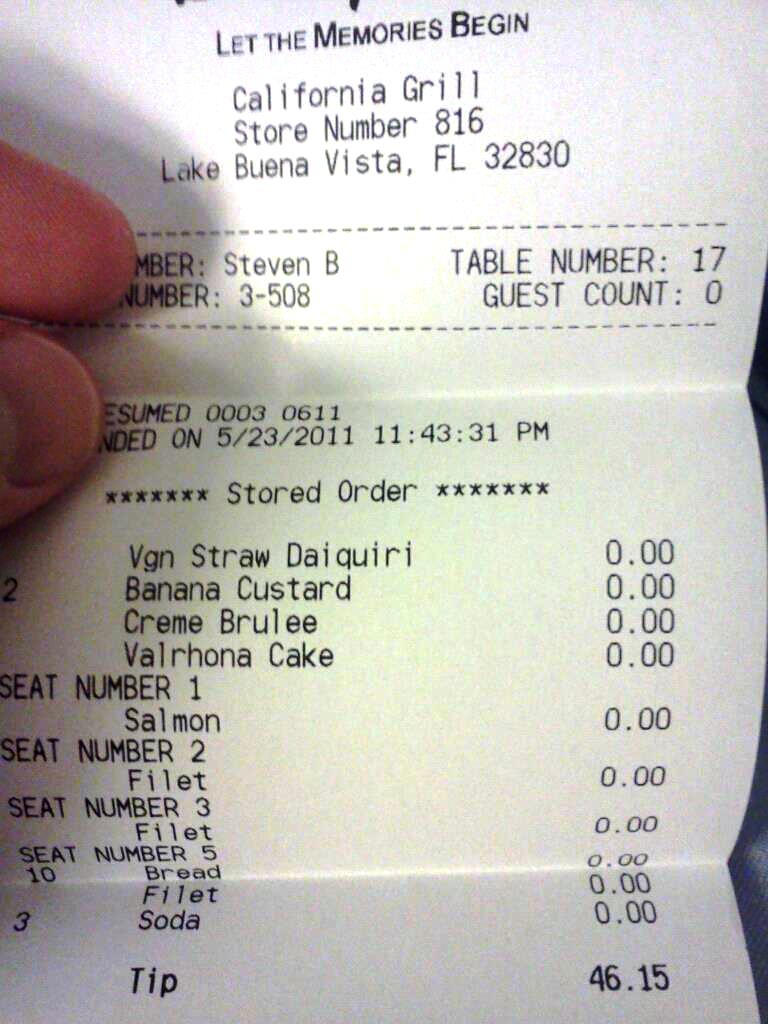 LET THE MEMORIES BEGIN
California Grill
Store Number 816
Lake Buena Vista, FL 32830
MBER: Steven B TABLE NUMBER: 17
NUMBER: 3-508 GUEST COUNT: 0
ESUMED 0003 0611
NDED ON 5/23/2011 11:43:31 PM
******* Stored Order *******
Vgn Straw Daiquiri 0.00
2 Banana Custard 0.00
Creme Brulee 0.00
Valrhona Cake 0.00
SEAT NUMBER 1
Salmon 0.00
SEAT NUMBER 2
Filet 0.00
SEAT NUMBER 3
Filet 0.00
SEAT NUMBER 5
10 Bread 0.00
Filet 0.00
3 Soda 0.00
Tip 46.15